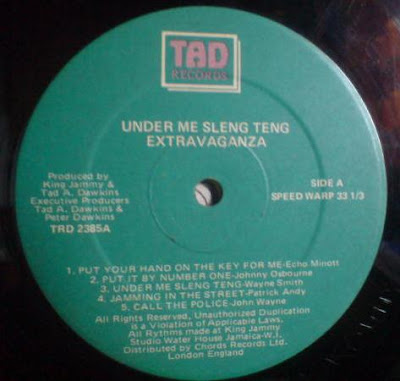 TAD
RECORDS
UNDER ME SLENG TENG
EXTRAVAGANZA
Produced by
King Jammy &
Tad A. Dawkins
Executive Producers
Tad A. Dawkins &
Peter Dawkins
TRD 2385A
SIDE A
SPEED WARP 33 1/3
1. PUT YOUR HAND ON THE KEY FOR ME-Echo Minott
2. PUT IT BY NUMBER ONE-Johnny Osbourne
3. UNDER ME SLENG TENG-Wayne Smith
4. JAMMING IN THE STREET-Patrick Andy
5. CALL THE POLICE-John Wayne
All Rights Reserved, Unauthorized Duplication
is a Violation of Applicable Laws.
All Rythms made at King Jammy
Studio Water House Jamaica-W.I.
Distributed by Chords Records Ltd.
London England